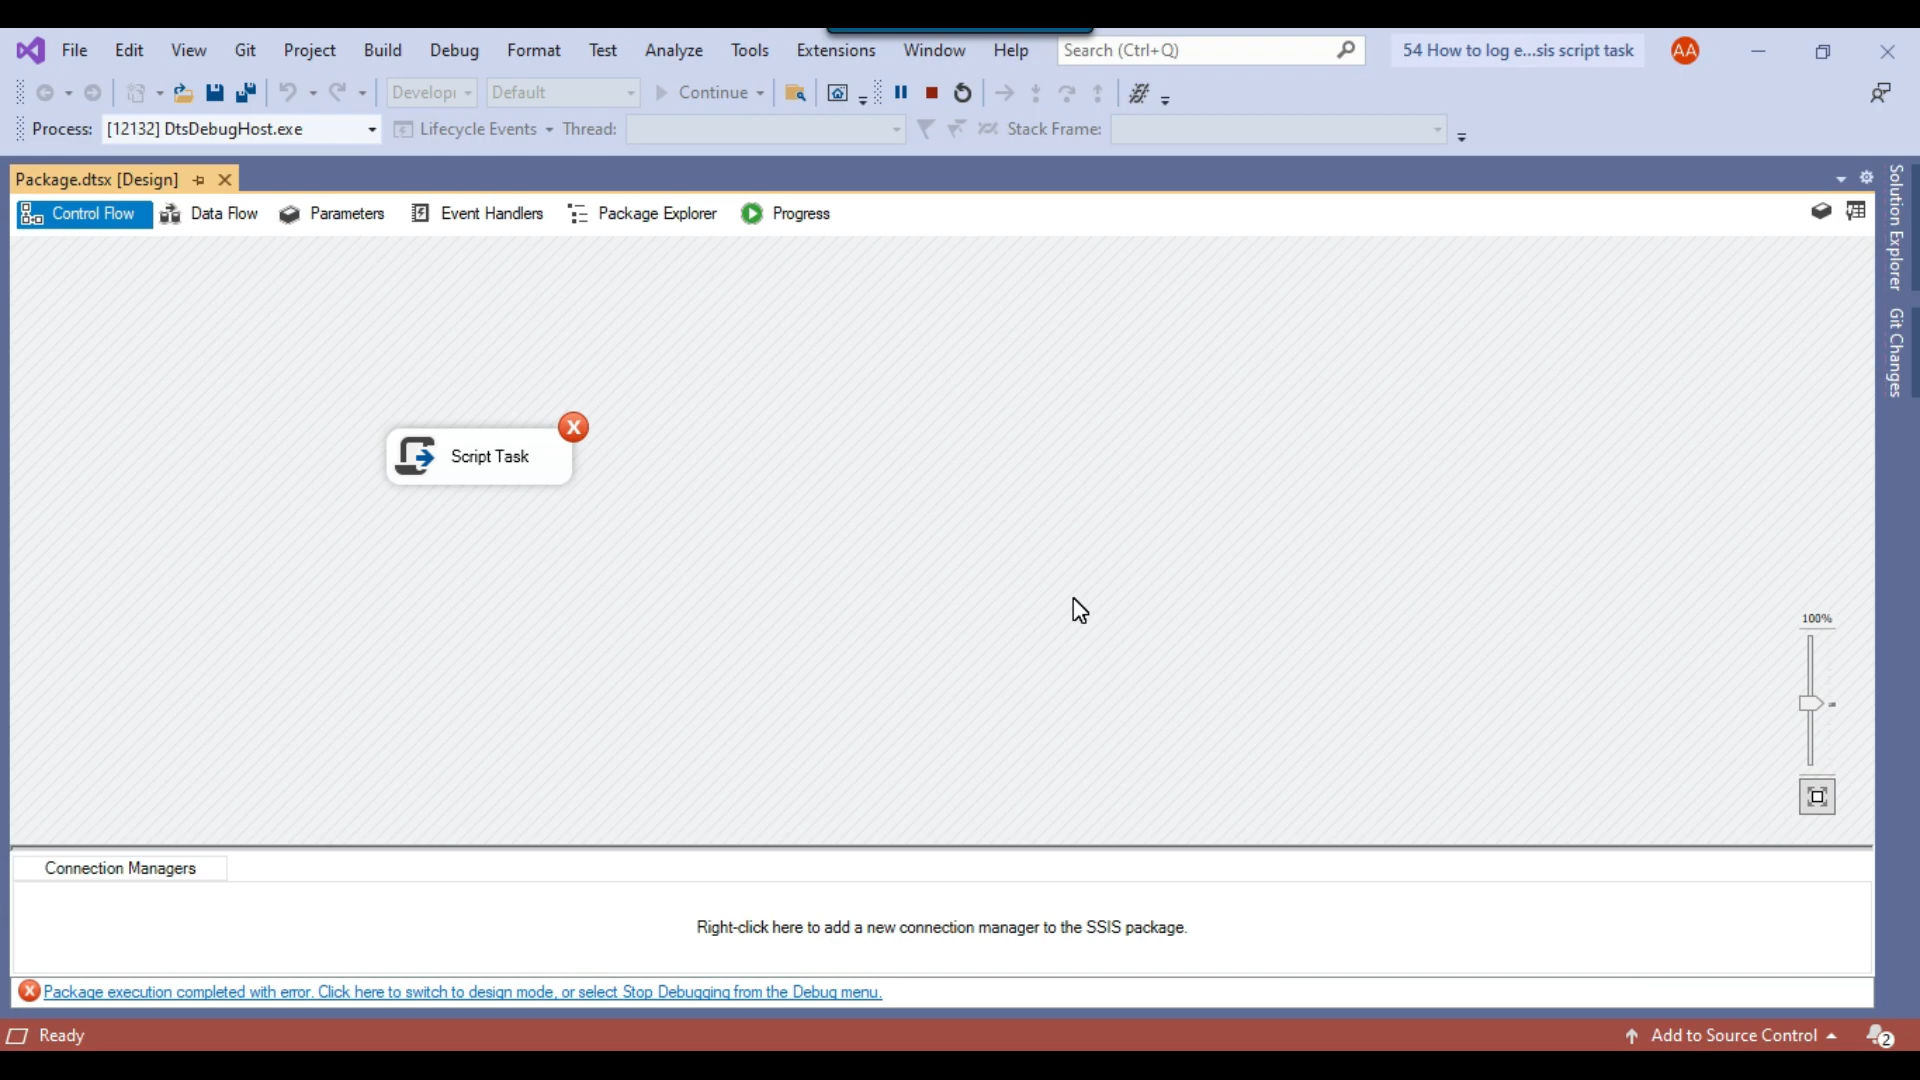 File Edit View Git Project Build Debug Format Test Analyze Tools Extensions Window Help Search (Ctrl+Q) 54 How to log e...sis script task AA
Developi Default Continue
Process: [12132] DtsDebugHost.exe Lifecycle Events Thread: Stack Frame:
Package.dtsx [Design]
Control Flow Data Flow Parameters Event Handlers Package Explorer Progress
Solution Explorer
Git Changes
Script Task
100%
Connection Managers
Right-click here to add a new connection manager to the SSIS package.
Package execution completed with error. Click here to switch to design mode, or select Stop Debugging from the Debug menu.
Ready Add to Source Control 2